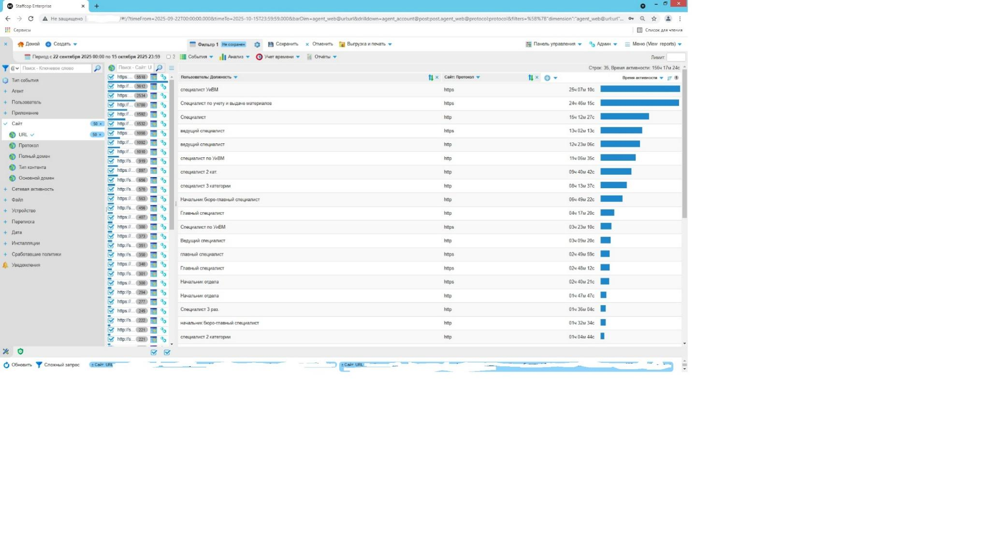 Staffcop Enterprise
Не защищено /#!/?timeFrom=2025-09-22T00:00:00.000&timeTo=2025-10-15T23:59:59.000&barDim=agent_web@url:url&drilldown=agent_account@post:post,agent_web@protocol:protocol&filters=%5B%7B"dimension":"agent_web@url:url"...
Сервисы Список для чтения
Домой Создать Фильтр 1 Не сохранен Сохранить Отменить Выгрузка и печать Панель управления Админ Меню (View reports)
Период с 22 сентября 2025 00:00 по 15 октября 2025 23:59 События Анализ Учет времени Отчёты Лимит:
@ Поиск - Ключевое слово
Тип события
+ Агент
+ Пользователь
+ Приложение
Сайт 50 ×
URL 50 ×
Протокол
Полный домен
Тип контента
Основной домен
+ Сетевая активность
+ Файл
+ Устройство
+ Переписка
+ Дата
+ Инсталляции
+ Сработавшие политики
Уведомления
Поиск - Сайт: U
https:... 5518
http://... 3612
https:... 2534
http://... 1780
http://... 1592
http://... 1532
https:... 1098
http://... 1092
http://... 1010
http://s... 919
https://... 897
http://s... 656
http://s... 570
https://... 563
http://s... 456
https://... 407
https://... 380
https://... 373
http://s... 351
http://s... 350
https://... 340
http://s... 301
https://... 300
http://p... 294
https://... 277
https://... 245
http://s... 222
http://s... 221
http://s... 221
Строк: 35, Время активности: 156ч 17м 24с
Пользователь: Должность Сайт: Протокол Время активности 1
специалист УиВМ https 25ч 07м 10с
Специалист по учету и выдаче материалов https 24ч 46м 15с
Специалист http 15ч 12м 27с
ведущий специалист https 13ч 02м 13с
ведущий специалист http 12ч 23м 06с
специалист по УиВМ http 11ч 06м 35с
специалист 2 кат. http 09ч 40м 42с
специалист 3 категории http 08ч 13м 37с
Начальник бюро-главный специалист http 06ч 49м 22с
Главный специалист http 04ч 17м 20с
Специалист по УиВМ https 03ч 23м 10с
Ведущий специалист http 03ч 09м 20с
главный специалист https 02ч 49м 59с
Главный специалист https 02ч 48м 12с
Начальник отдела https 02ч 40м 21с
Начальник отдела http 01ч 47м 47с
Специалист 3 раз. http 01ч 36м 04с
начальник бюро-главный специалист http 01ч 32м 34с
специалист 2 категории http 01ч 04м 44с
Обновить Сложный запрос ± Сайт: URL ± Сайт: URL: